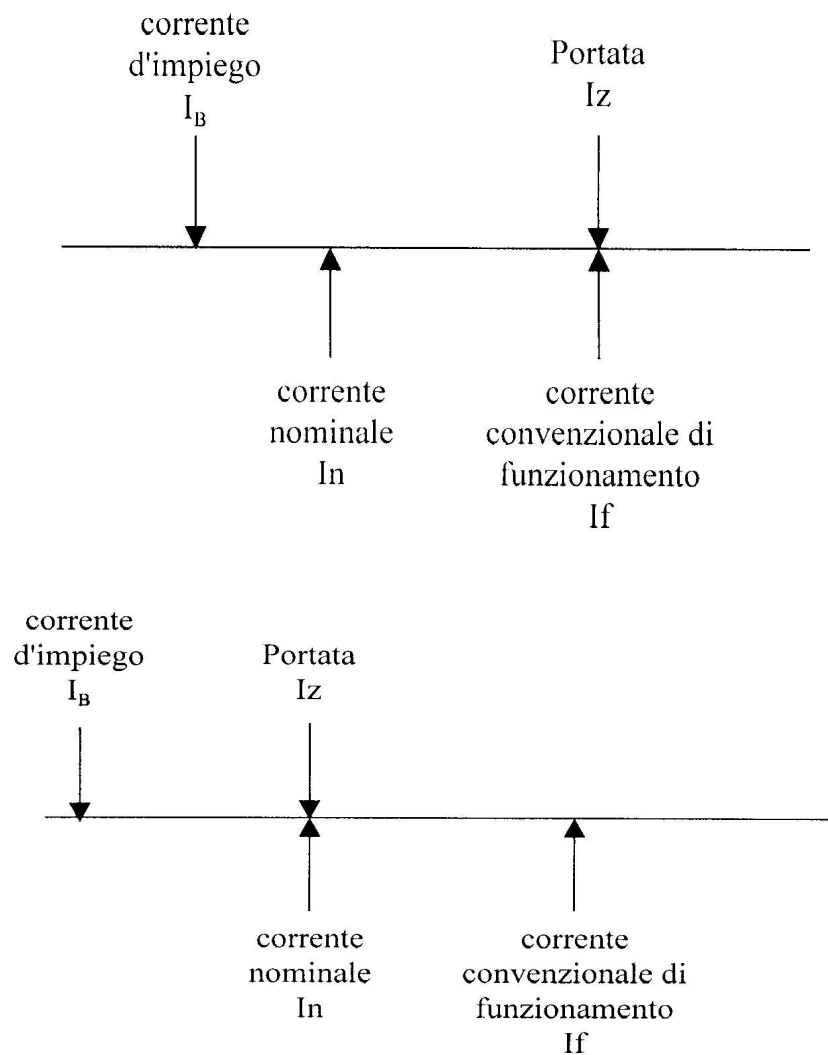 corrente
d'impiego
I_B
Portata
Iz
corrente
nominale
In
corrente
convenzionale di
funzionamento
If
corrente
d'impiego
I_B
Portata
Iz
corrente
nominale
In
corrente
convenzionale di
funzionamento
If